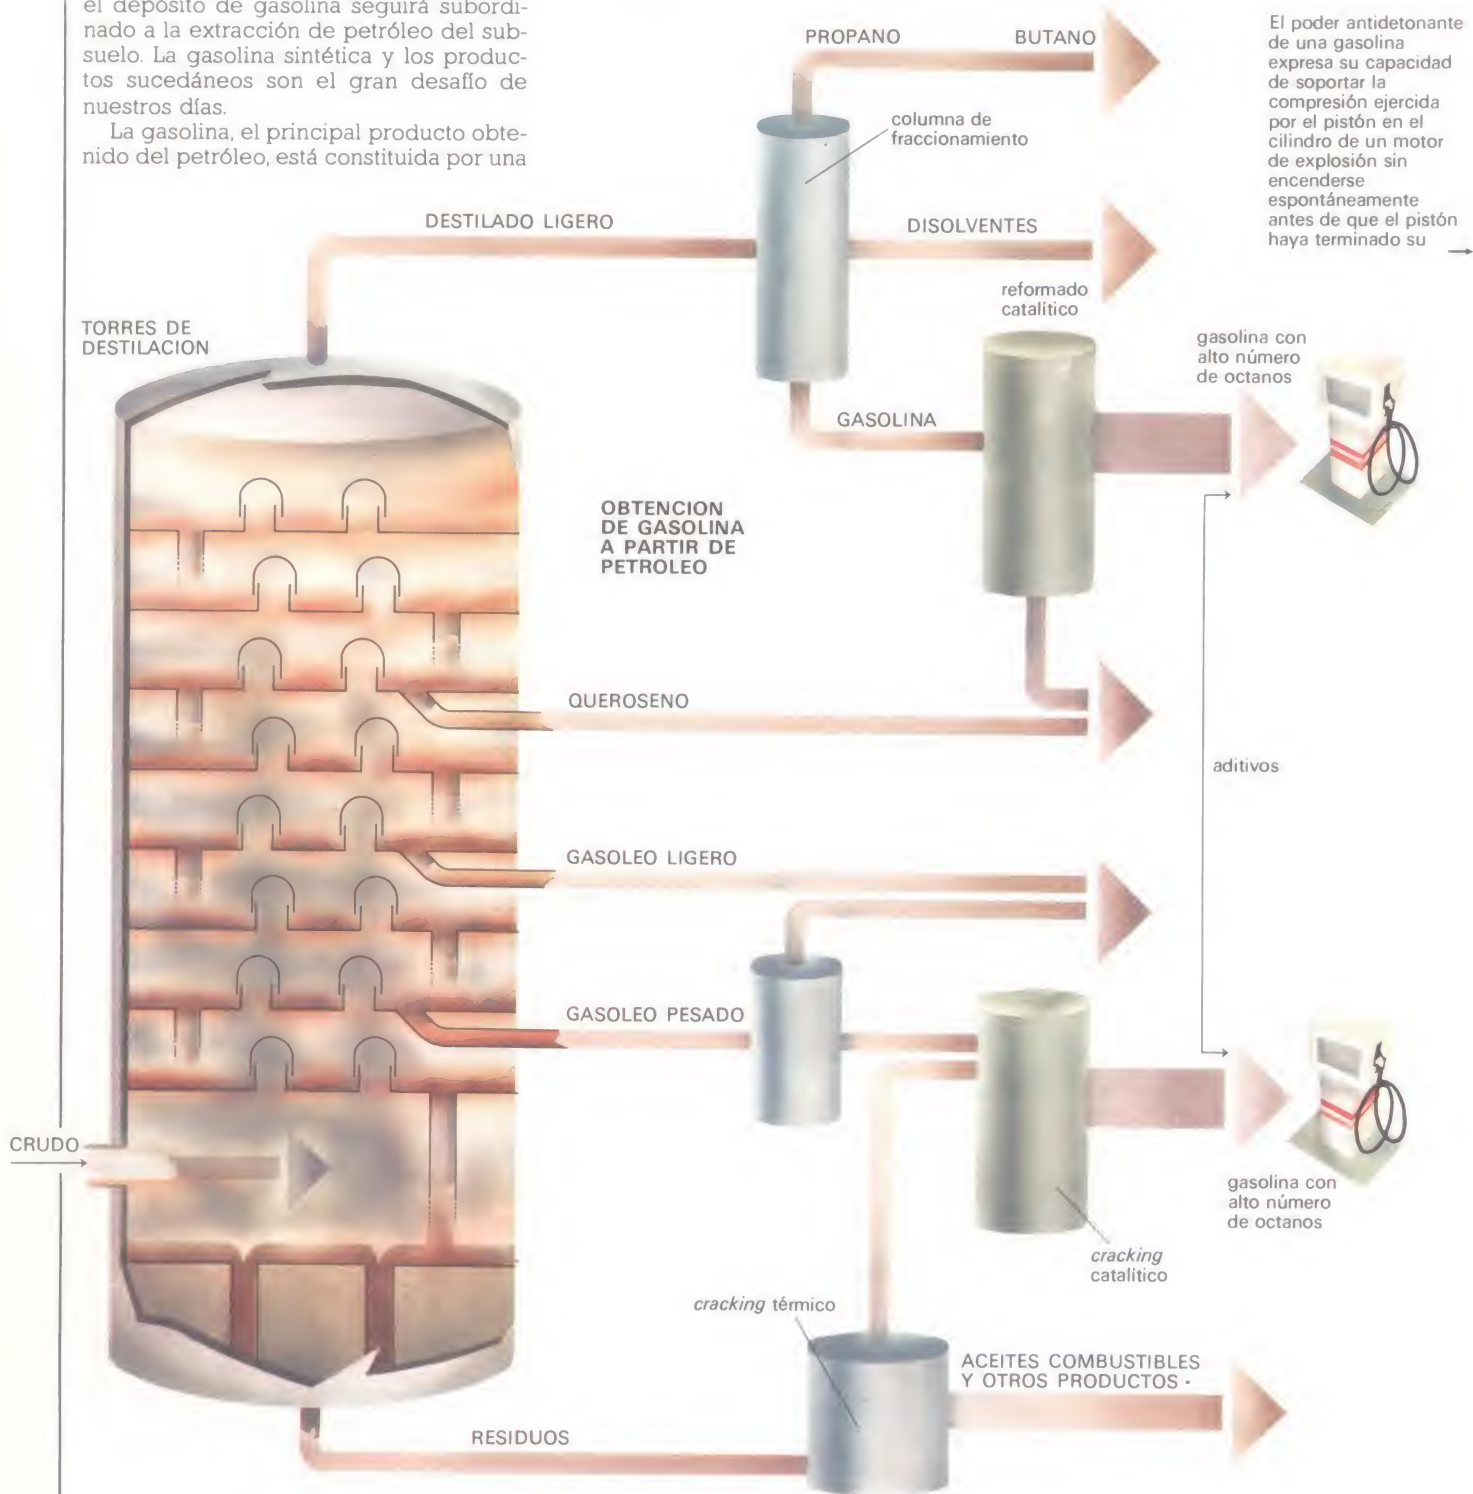 el depósito de gasolina seguirá subordi-
nado a la extracción de petróleo del sub-
suelo. La gasolina sintética y los produc-
tos sucedáneos son el gran desafío de
nuestros días.
La gasolina, el principal producto obte-
nido del petróleo, está constituida por una
El poder antidetonante
de una gasolina
expresa su capacidad
de soportar la
compresión ejercida
por el pistón en el
cilindro de un motor
de explosión sin
encenderse
espontáneamente
antes de que el pistón
haya terminado su
PROPANO
BUTANO
columna de
fraccionamiento
DESTILADO LIGERO
DISOLVENTES
reformado
catalítico
TORRES DE
DESTILACION
gasolina con
alto número
de octanos
GASOLINA
OBTENCION
DE GASOLINA
A PARTIR DE
PETROLEO
QUEROSENO
aditivos
GASOLEO LIGERO
GASOLEO PESADO
CRUDO
gasolina con
alto número
de octanos
cracking
catalítico
cracking térmico
ACEITES COMBUSTIBLES
Y OTROS PRODUCTOS ·
RESIDUOS